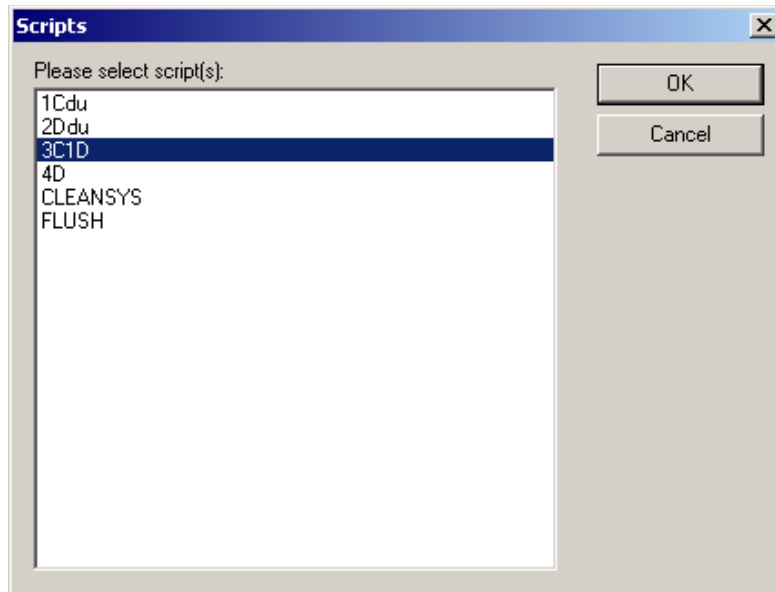 Scripts
Please select script(s):
OK
1Cdu
2Ddu
Cancel
3C1D
4D
CLEANSYS
FLUSH